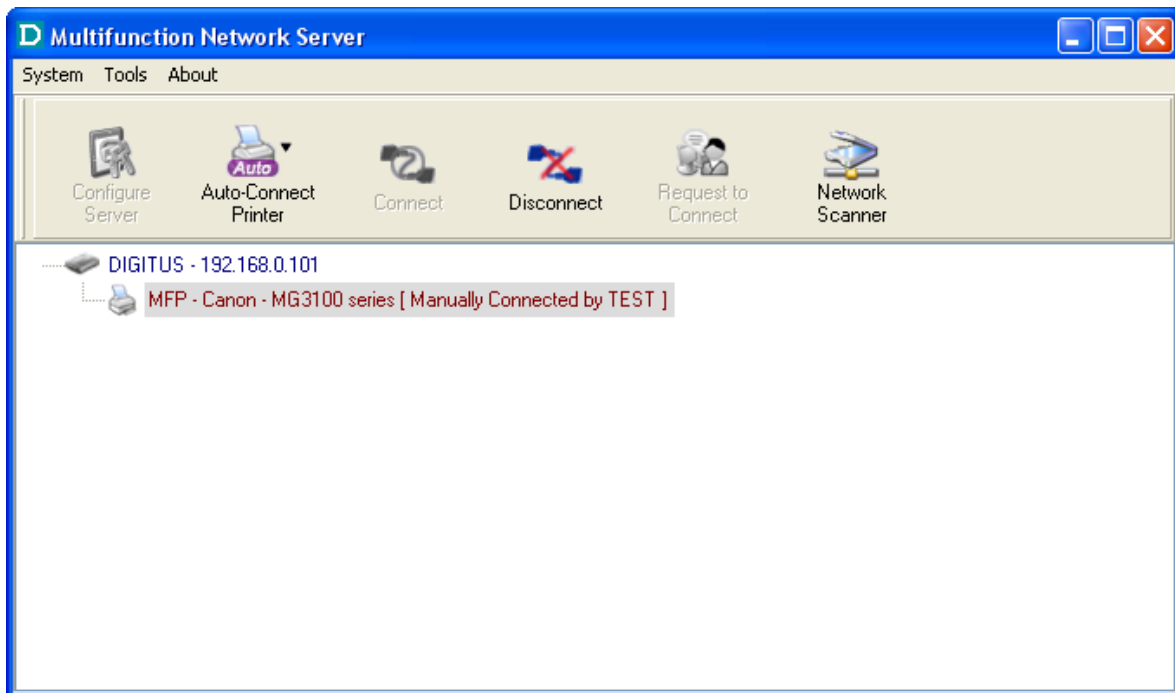 D Multifunction Network Server
System Tools About
Configure Server
Auto Auto-Connect Printer
Connect
Disconnect
Request to Connect
Network Scanner
DIGITUS - 192.168.0.101
MFP - Canon - MG3100 series [ Manually Connected by TEST ]